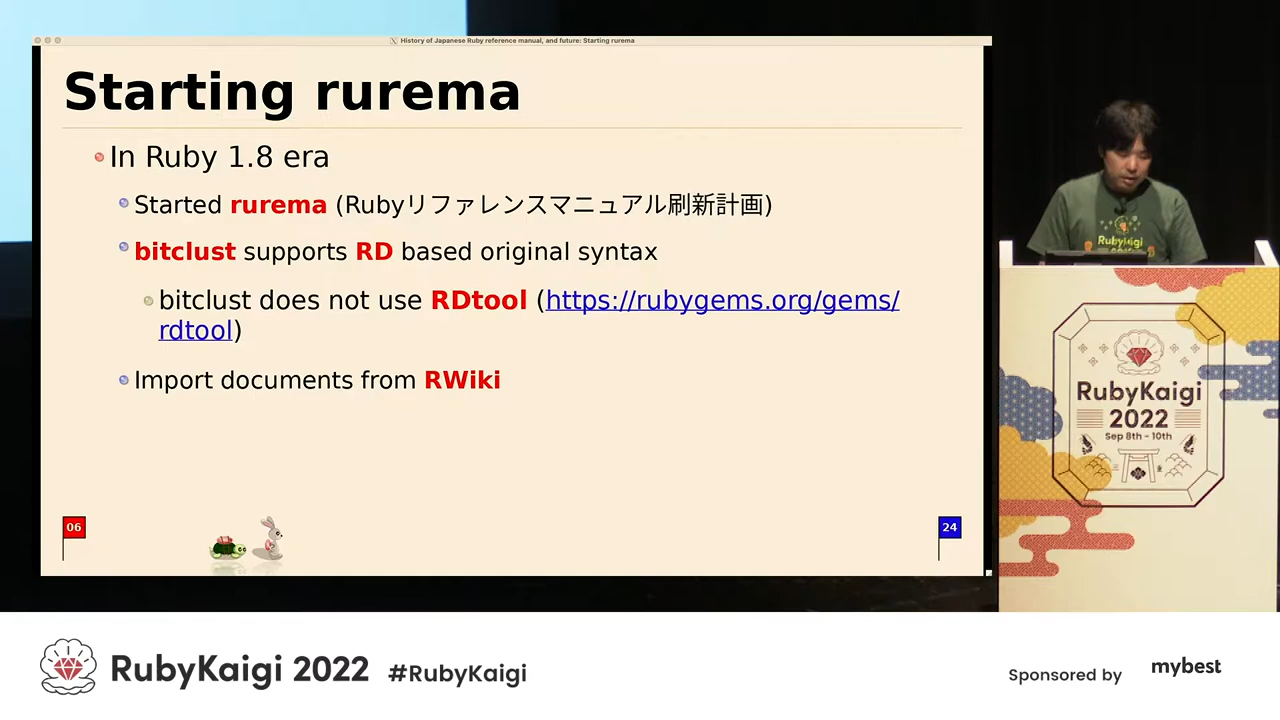 History of Japanese Ruby reference manual, and future: Starting rurema
Starting rurema
In Ruby 1.8 era
Started rurema (Rubyリファレンスマニュアル刷新計画)
bitclust supports RD based original syntax
bitclust does not use RDtool (https://rubygems.org/gems/
rdtool)
Import documents from RWiki
06
24
RubyKaigi
RubyKaigi
2022
Sep 8th - 10th
RubyKaigi 2022 #RubyKaigi
Sponsored by mybest